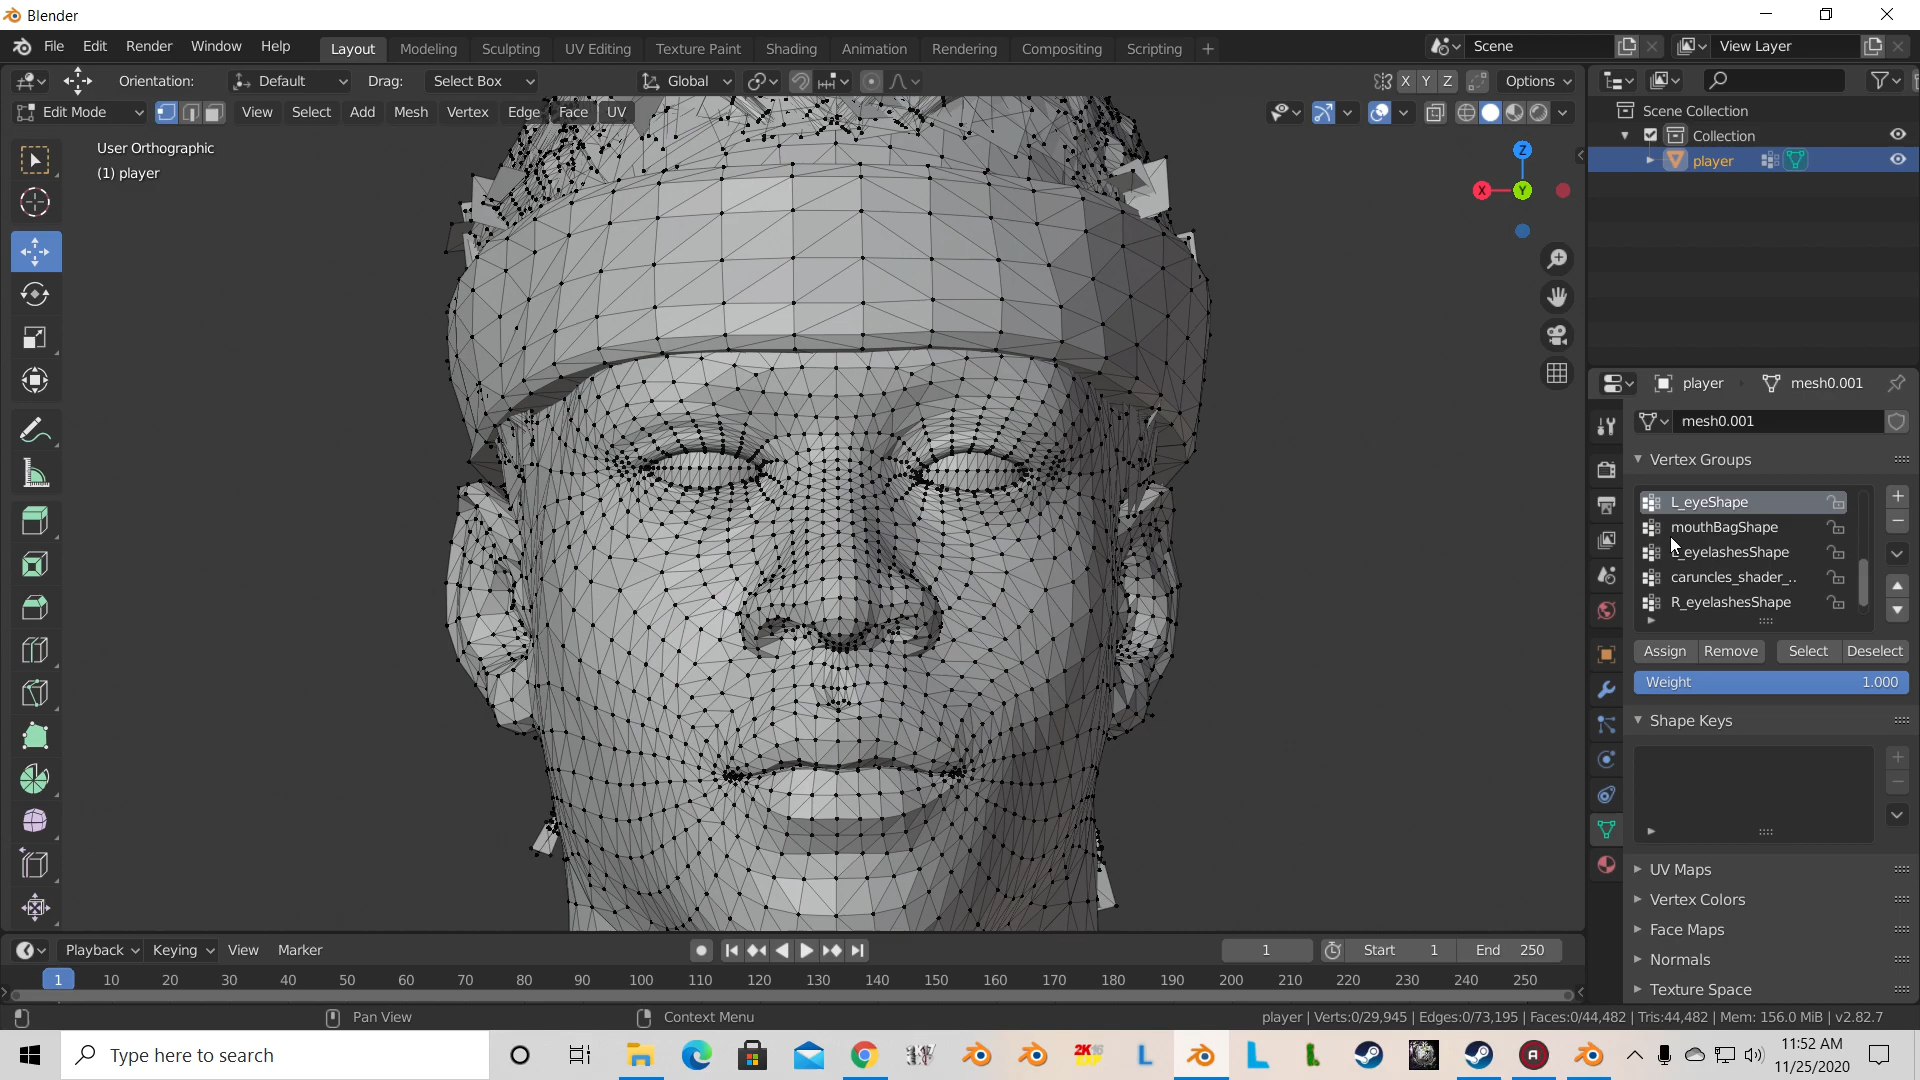 Blender
File Edit Render Window Help Layout Modeling Sculpting UV Editing Texture Paint Shading Animation Rendering Compositing Scripting + Scene View Layer
Orientation: Default Drag: Select Box Global X Y Z Options
Edit Mode View Select Add Mesh Vertex Edge Face UV
Scene Collection
Collection
player
User Orthographic
(1) player
Z
X
Y
player mesh0.001
mesh0.001
Vertex Groups
L_eyeShape
mouthBagShape
_eyelashesShape
caruncles_shader_..
R_eyelashesShape
Assign Remove Select Deselect
Weight 1.000
Shape Keys
UV Maps
Vertex Colors
Face Maps
Normals
Texture Space
Playback Keying View Marker 1 Start 1 End 250
1 10 20 30 40 50 60 70 80 90 100 110 120 130 140 150 160 170 180 190 200 210 220 230 240 250
Pan View Context Menu player | Verts:0/29,945 | Edges:0/73,195 | Faces:0/44,482 | Tris:44,482 | Mem: 156.0 MiB | v2.82.7
Type here to search
11:52 AM
11/25/2020